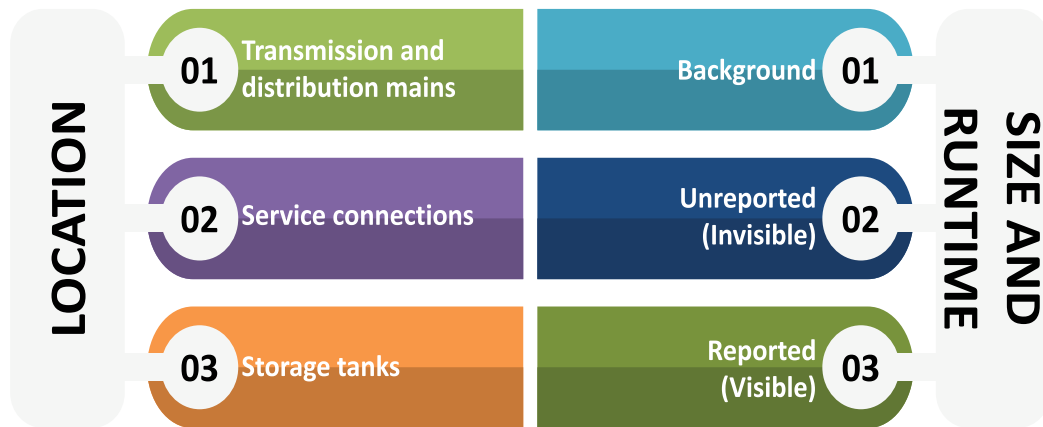 LOCATION
01
Transmission and
distribution mains
02
Service connections
03
Storage tanks
Background
01
Unreported
(Invisible)
02
Reported
(Visible)
03
SIZE AND
RUNTIME